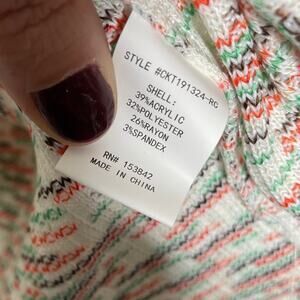 STYLE #CKT191324-RC
SHELL:
39%ACRYLIC
32%POLYESTER
26%RAYON
3%SPANDEX
RN# 153842
MADE IN CHINA